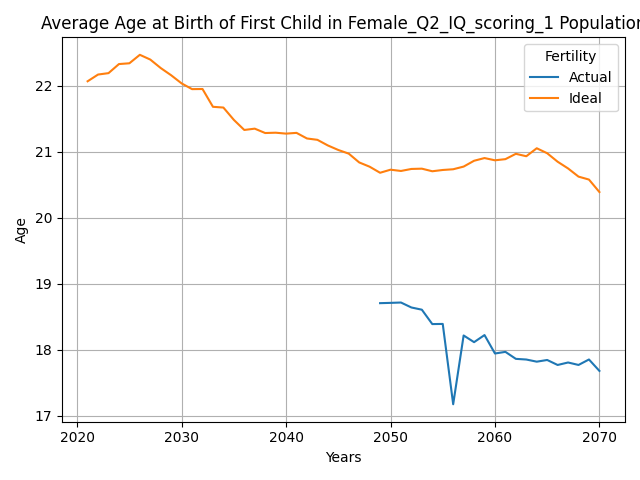 Average Age at Birth of First Child in Female_Q2_IQ_scoring_1 Population
Fertility
Actual
Ideal
22
21
20
19
18
17
Age
2020
2030
2040
2050
2060
2070
Years